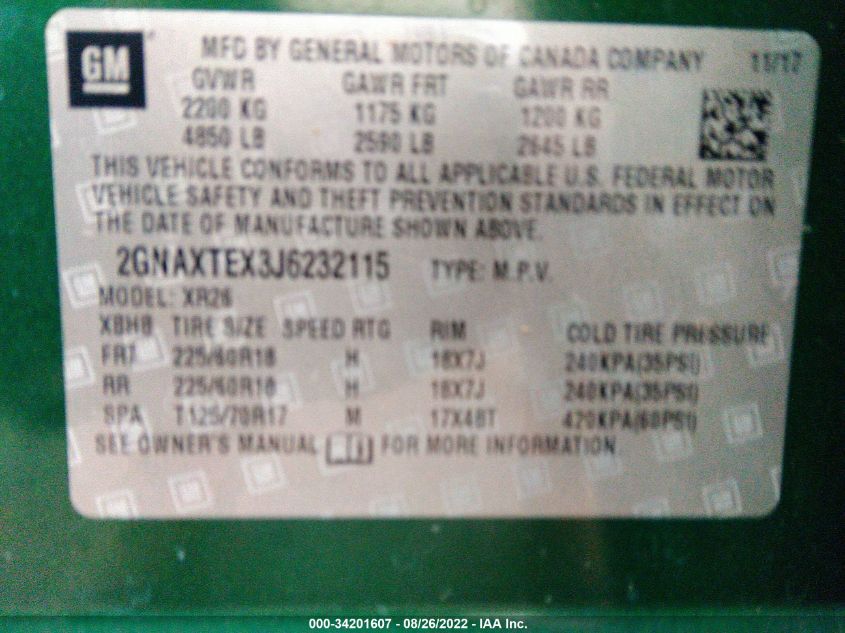 GM
MFD BY GENERAL MOTORS OF CANADA COMPANY 11/17
GVWR GAWR FRT GAWR RR
2200 KG 1175 KG 1200 KG
4850 LB 2590 LB 2645 LB
THIS VEHICLE CONFORMS TO ALL APPLICABLE U.S. FEDERAL MOTOR
VEHICLE SAFETY AND THEFT PREVENTION STANDARDS IN EFFECT ON
THE DATE OF MANUFACTURE SHOWN ABOVE.
2GNAXTEX3J6232115 TYPE: M.P.V.
MODEL: XR26
XBHB TIRE SIZE SPEED RTG RIM COLD TIRE PRESSURE
FRT 225/60R18 H 18X7J 240KPA(35PSI)
RR 225/60R18 H 18X7J 240KPA(35PSI)
SPA T125/70R17 M 17X4BT 420KPA(60PSI)
SEE OWNER'S MANUAL FOR MORE INFORMATION.
000-34201607 - 08/26/2022 - IAA Inc.